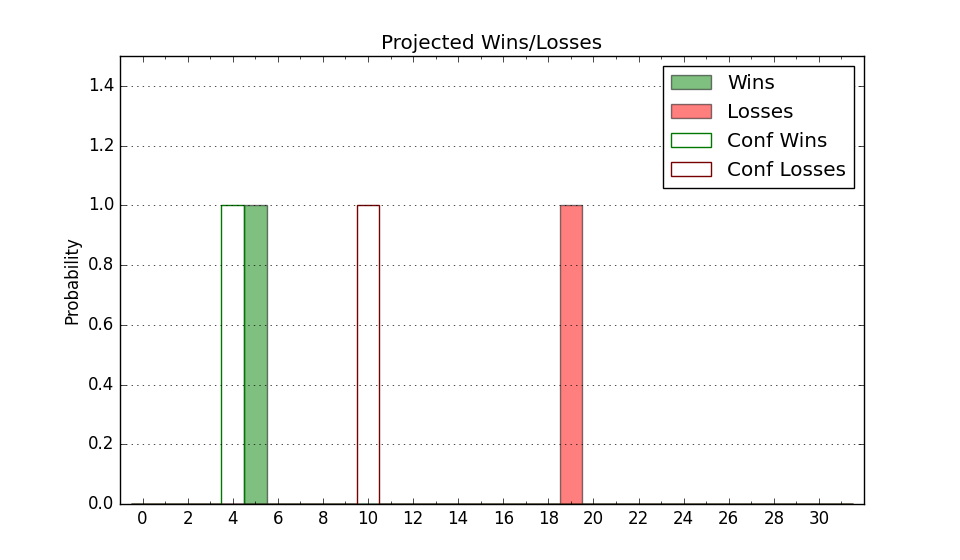 Projected Wins/Losses
1.4
1.2
1.0
0.8
0.6
0.4
0.2
0.0
Probability
Wins
Losses
Conf Wins
Conf Losses
0 2 4 6 8 10 12 14 16 18 20 22 24 26 28 30